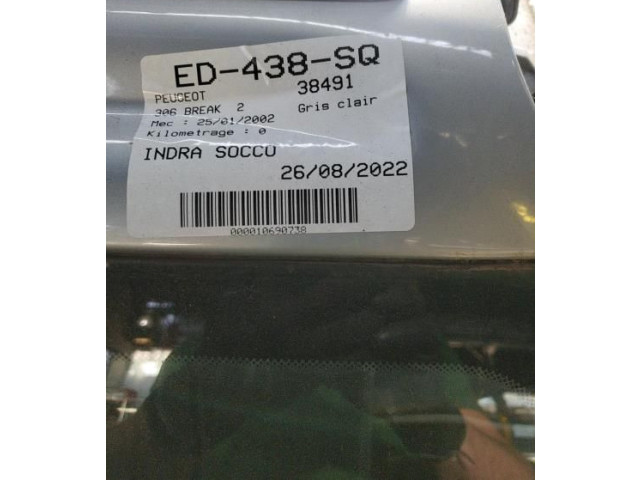 ED-438-SQ
PEUGEOT 38491
306 BREAK 2 Gris clair
Mec : 25/01/2002
Kilometrage : 0
INDRA SOCCO
26/08/2022
000010690738